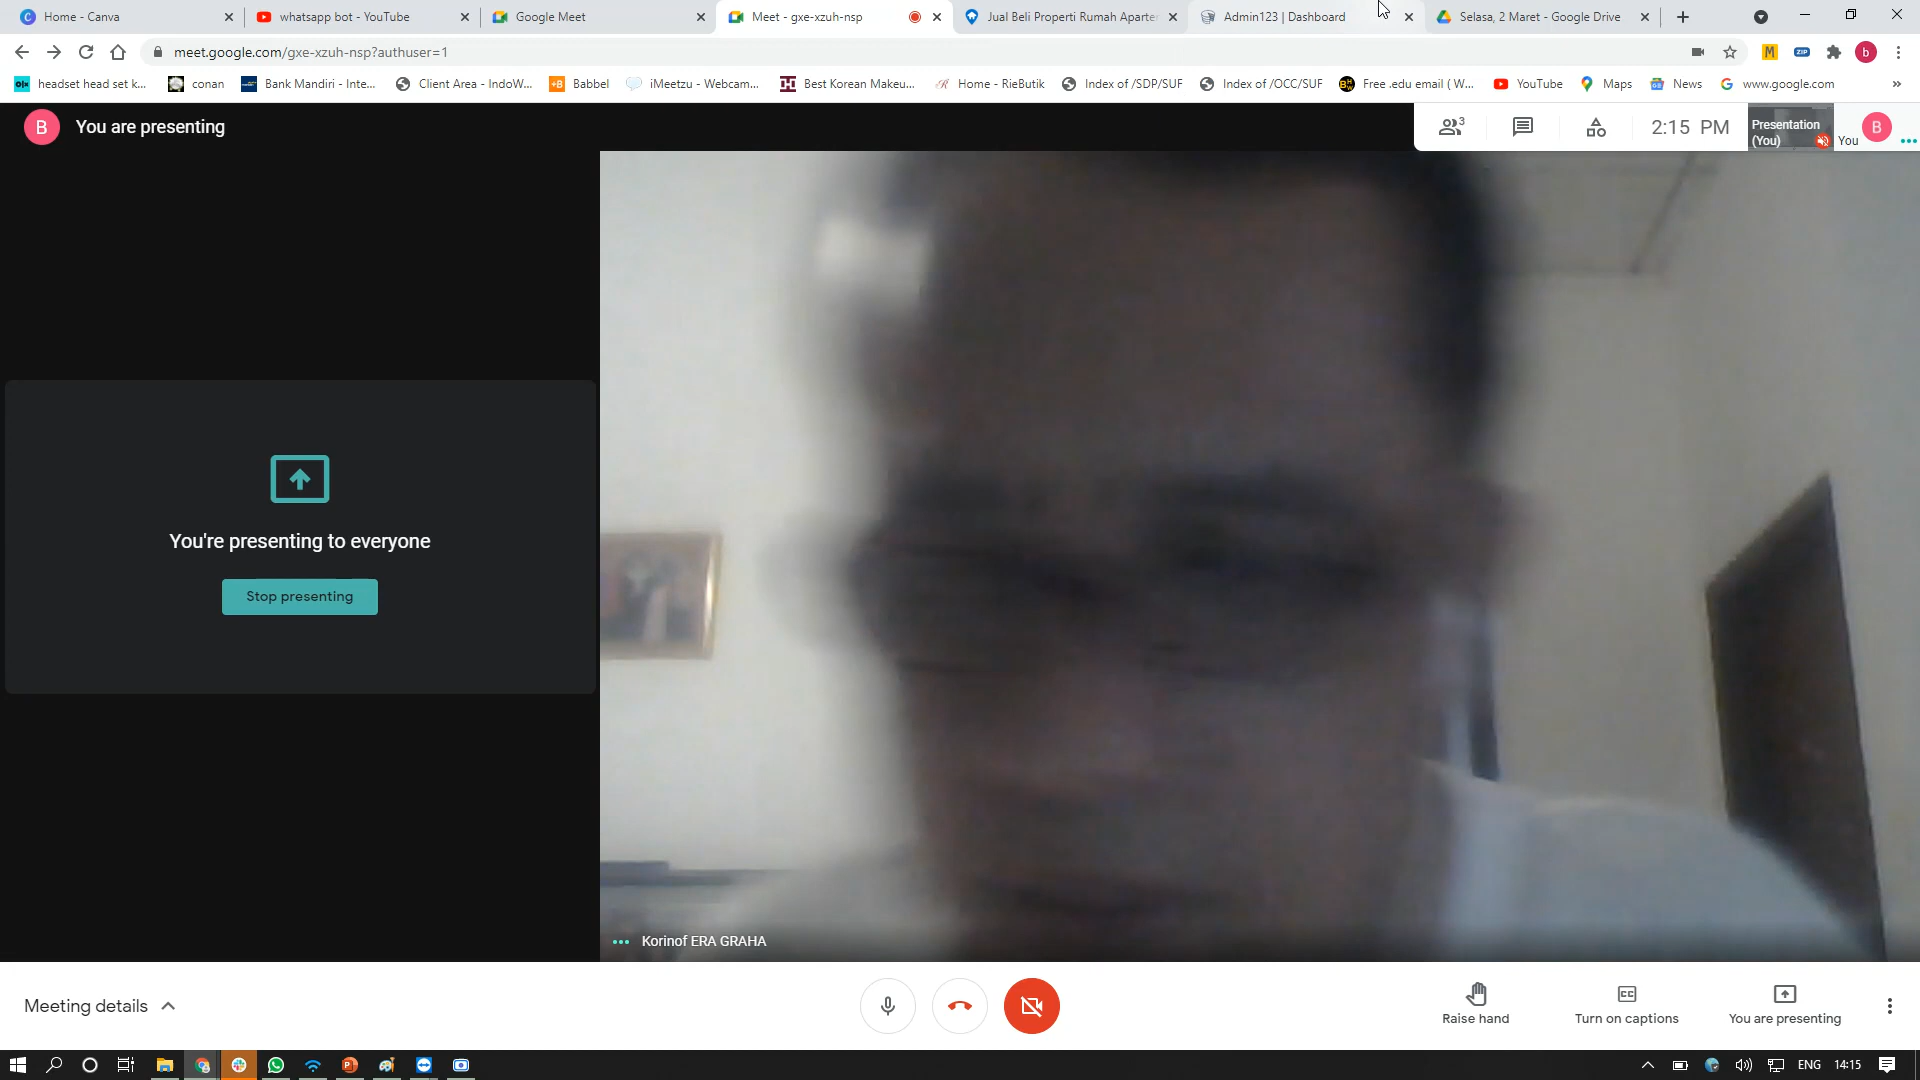 Home - Canva
whatsapp bot - YouTube
Google Meet
Meet - gxe-xzuh-nsp
Jual Beli Properti Rumah Aparte
Admin123 | Dashboard
Selasa, 2 Maret - Google Drive
meet.google.com/gxe-xzuh-nsp?authuser=1
M
ZIP
b
olx
headset head set k...
conan
Bank Mandiri - Inte...
Client Area - IndoW...
+B
Babbel
iMeetzu - Webcam...
Best Korean Makeu...
Home - RieButik
Index of /SDP/SUF
Index of /OCC/SUF
Free .edu email ( W...
YouTube
Maps
News
www.google.com
»
B
You are presenting
3
2:15 PM
Presentation
(You)
You
B
You're presenting to everyone
Stop presenting
Korinof ERA GRAHA
Meeting details
Raise hand
CC
Turn on captions
You are presenting
ENG
14:15